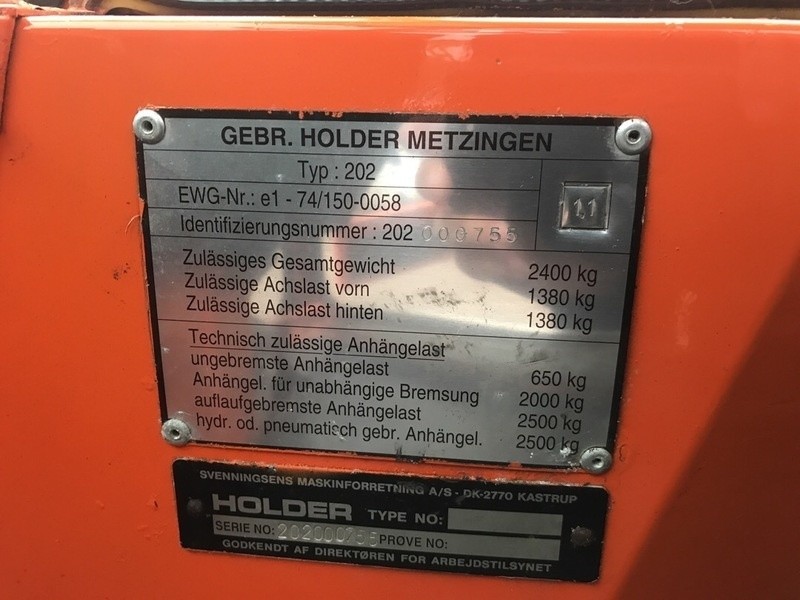 GEBR. HOLDER METZINGEN
Typ : 202
EWG-Nr.: e1 - 74/150-0058
11
Identifizierungsnummer : 202 000755
Zulässiges Gesamtgewicht 2400 kg
Zulässige Achslast vorn 1380 kg
Zulässige Achslast hinten 1380 kg
Technisch zulässige Anhängelast
ungebremste Anhängelast 650 kg
Anhängel. für unabhängige Bremsung 2000 kg
auflaufgebremste Anhängelast 2500 kg
hydr. od. pneumatisch gebr. Anhängel. 2500 kg
SVENNINGSENS MASKINFORRETNING A/S - DK-2770 KASTRUP
HOLDER TYPE NO:
SERIE NO: 202000755 PRØVE NO:
GODKENDT AF DIREKTØREN FOR ARBEJDSTILSYNET